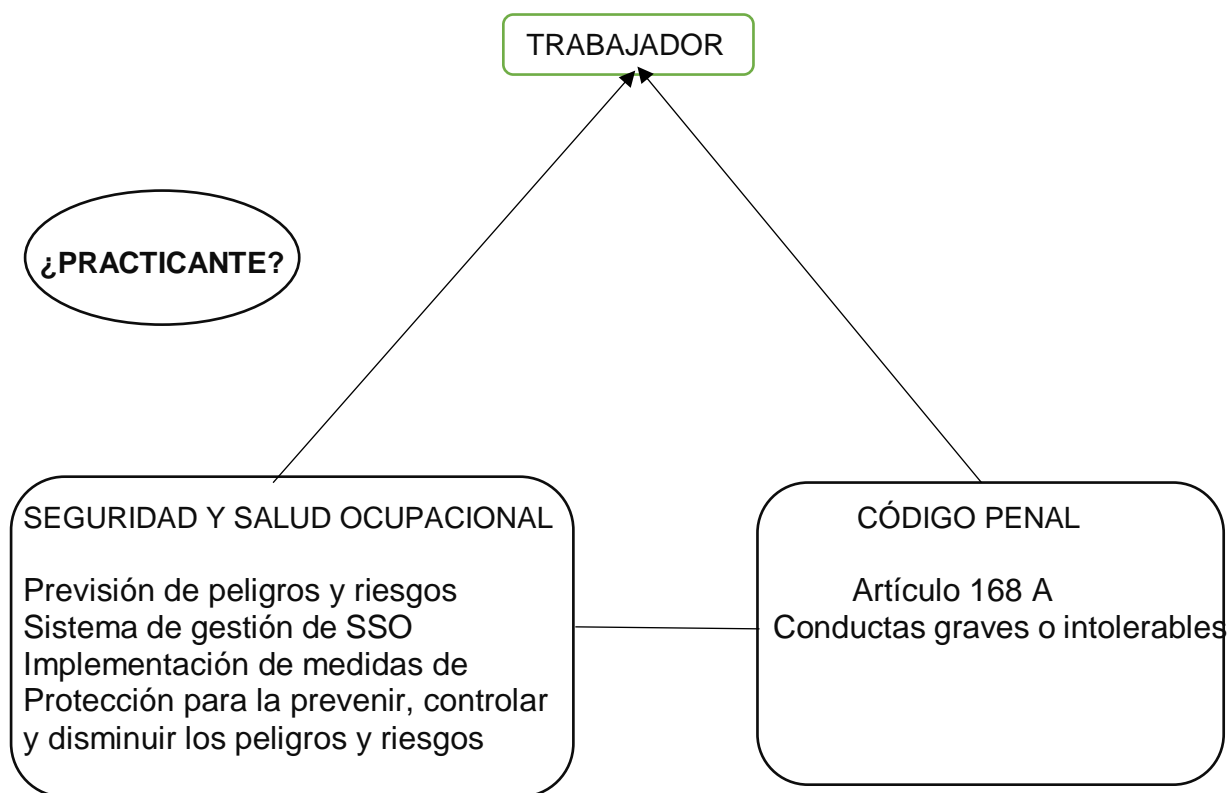 TRABAJADOR
¿PRACTICANTE?
SEGURIDAD Y SALUD OCUPACIONAL
Previsión de peligros y riesgos
Sistema de gestión de SSO
Implementación de medidas de
Protección para la prevenir, controlar
y disminuir los peligros y riesgos
CÓDIGO PENAL
Artículo 168 A
Conductas graves o intolerables